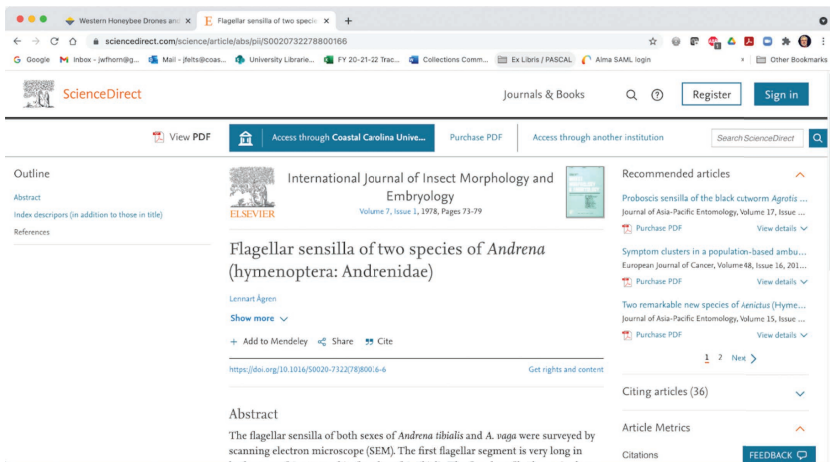 Western Honeybee Drones and
Flagellar sensilla of two specie
sciencedirect.com/science/article/abs/pii/S0020732278800166
Google
Inbox - jwfhorn@g...
Mail - jfelts@coas...
University Librarie...
FY 20-21-22 Trac...
Collections Comm...
Ex Libris / PASCAL
Alma SAML login
Other Bookmarks
ScienceDirect
Journals & Books
Register
Sign in
View PDF
Access through Coastal Carolina Unive...
Purchase PDF
Access through another institution
Search ScienceDirect
Outline
Abstract
Index descriptors (in addition to those in title)
References
ELSEVIER
International Journal of Insect Morphology and
Embryology
Volume 7, Issue 1, 1978, Pages 73-79
Flagellar sensilla of two species of Andrena
(hymenoptera: Andrenidae)
Lennart Ågren
Show more
+ Add to Mendeley Share Cite
https://doi.org/10.1016/S0020-7322(78)80016-6
Get rights and content
Abstract
The flagellar sensilla of both sexes of Andrena tibialis and A. vaga were surveyed by
scanning electron microscope (SEM). The first flagellar segment is very long in
Recommended articles
Proboscis sensilla of the black cutworm Agrotis ...
Journal of Asia-Pacific Entomology, Volume 17, Issue ...
Purchase PDF View details
Symptom clusters in a population-based ambu...
European Journal of Cancer, Volume 48, Issue 16, 201...
Purchase PDF View details
Two remarkable new species of Aenictus (Hyme...
Journal of Asia-Pacific Entomology, Volume 15, Issue ...
Purchase PDF View details
1 2 Next
Citing articles (36)
Article Metrics
Citations
FEEDBACK